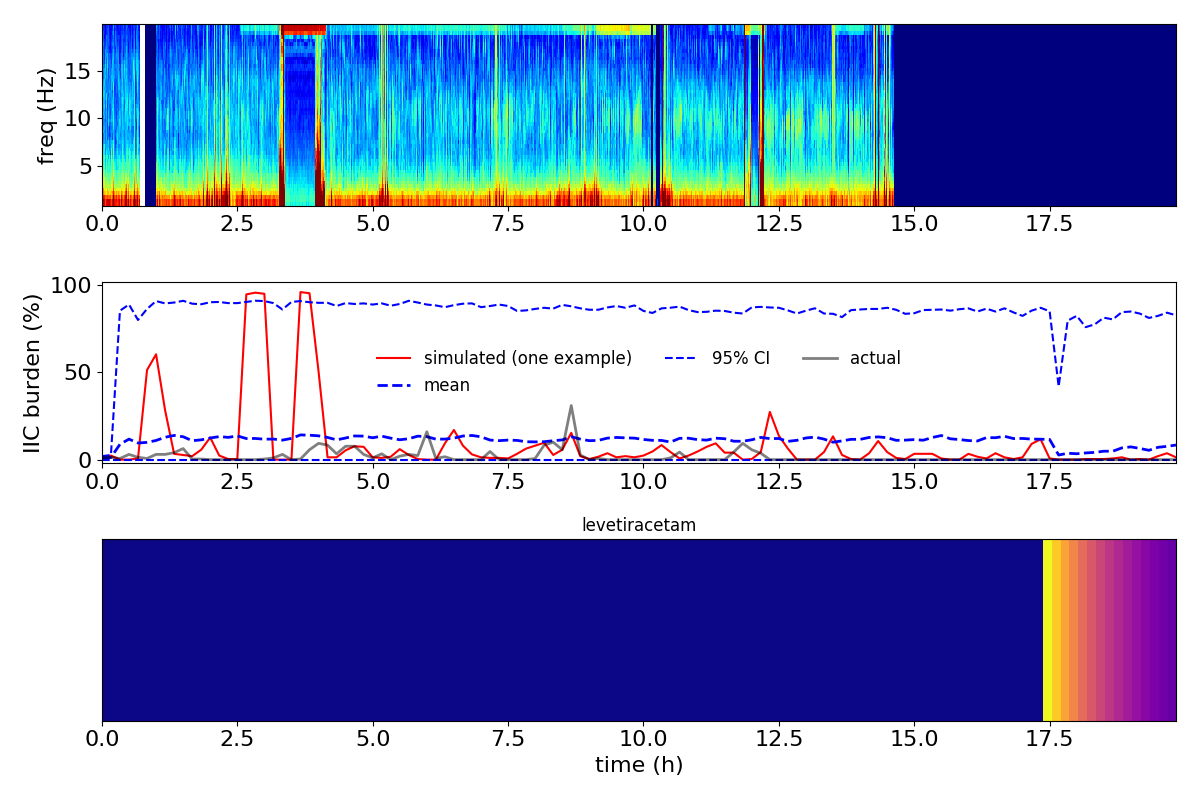 freq (Hz)
15
10
5
0.0 2.5 5.0 7.5 10.0 12.5 15.0 17.5
IIC burden (%)
100
50
0
simulated (one example) 95% CI actual
mean
0.0 2.5 5.0 7.5 10.0 12.5 15.0 17.5
levetiracetam
0.0 2.5 5.0 7.5 10.0 12.5 15.0 17.5
time (h)